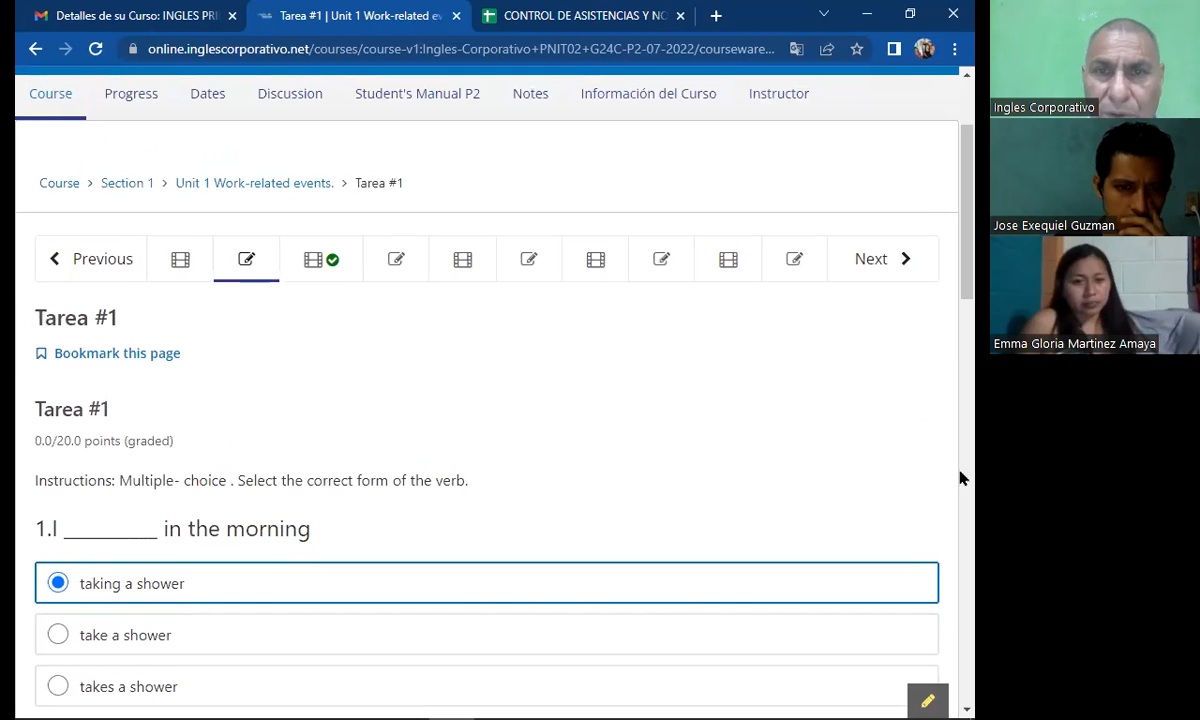 Detalles de su Curso: INGLES PRI
Tarea #1 | Unit 1 Work-related ev
CONTROL DE ASISTENCIAS Y NO
online.inglescorporativo.net/courses/course-v1:Ingles-Corporativo+PNIT02+G24C-P2-07-2022/courseware...
Course
Progress
Dates
Discussion
Student's Manual P2
Notes
Información del Curso
Instructor
Course > Section 1 > Unit 1 Work-related events. > Tarea #1
Previous
Next
Tarea #1
Bookmark this page
Tarea #1
0.0/20.0 points (graded)
Instructions: Multiple- choice . Select the correct form of the verb.
1.I _________ in the morning
taking a shower
take a shower
takes a shower
Ingles Corporativo
Jose Exequiel Guzman
Emma Gloria Martinez Amaya